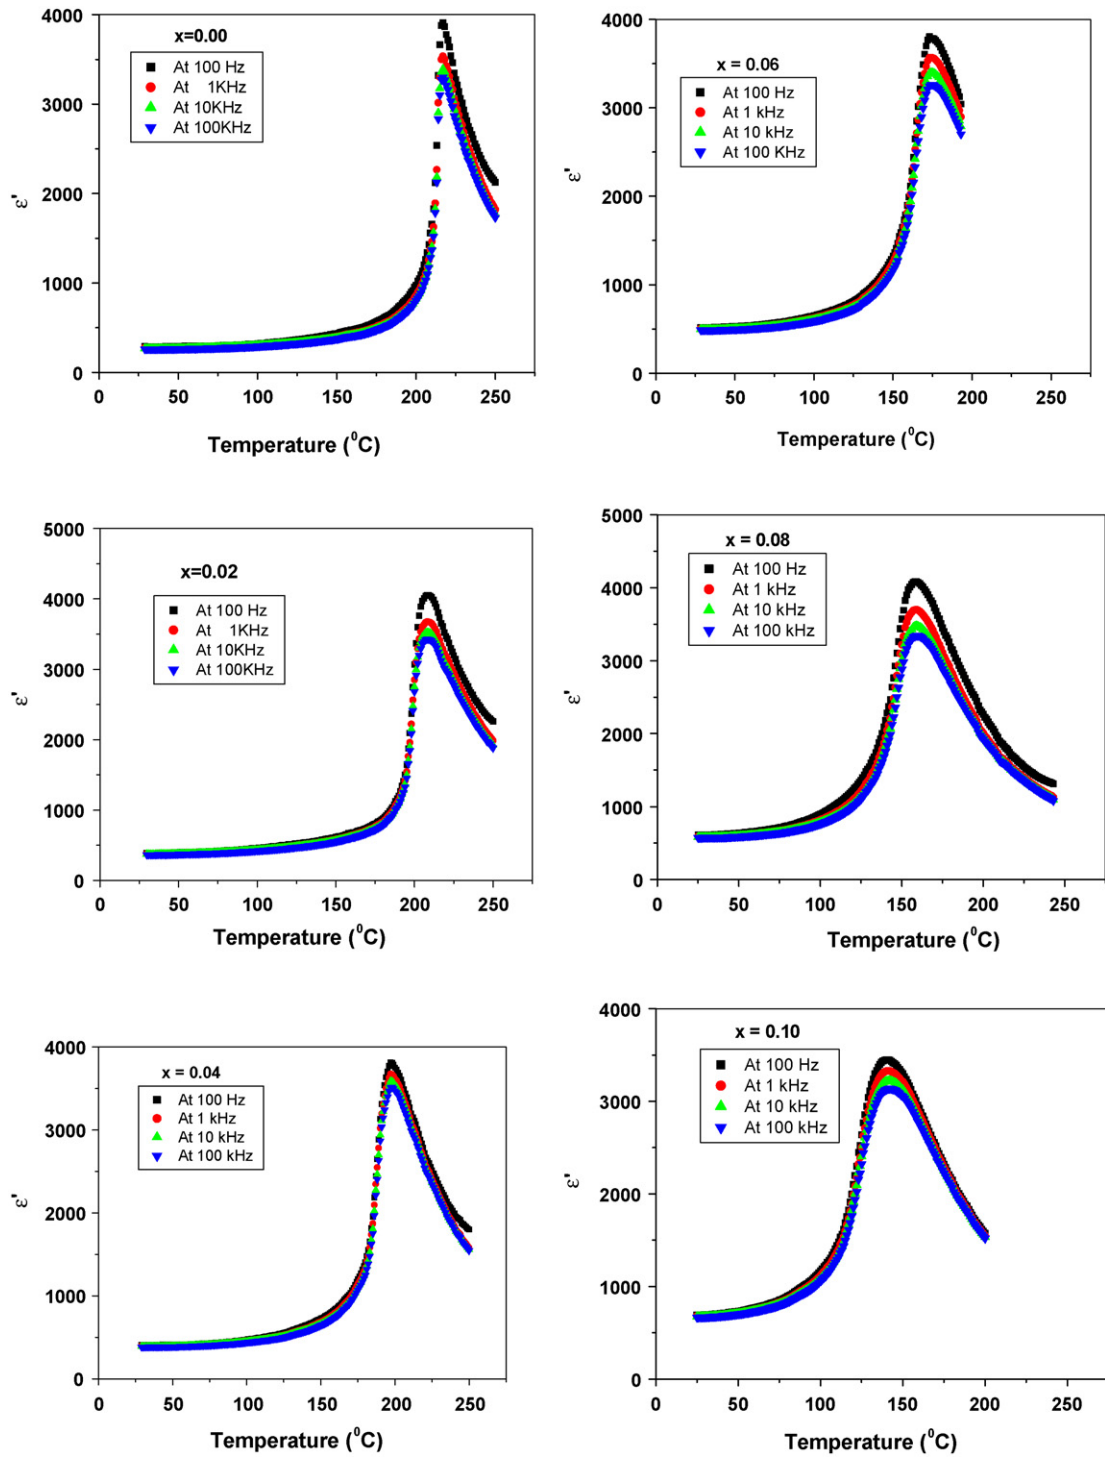 x=0.00
At 100 Hz
At 1KHz
At 10KHz
At 100KHz
4000
3000
2000
1000
0
ε'
0 50 100 150 200 250
Temperature (⁰C)
x = 0.06
At 100 Hz
At 1 kHz
At 10 kHz
At 100 KHz
4000
3000
2000
1000
0
ε'
0 50 100 150 200 250
Temperature (⁰C)
x=0.02
At 100 Hz
At 1KHz
At 10KHz
At 100KHz
5000
4000
3000
2000
1000
0
ε'
0 50 100 150 200 250
Temperature (⁰C)
x = 0.08
At 100 Hz
At 1 kHz
At 10 kHz
At 100 kHz
5000
4000
3000
2000
1000
0
ε'
0 50 100 150 200 250
Temperature (⁰C)
x = 0.04
At 100 Hz
At 1 kHz
At 10 kHz
At 100 kHz
4000
3000
2000
1000
0
ε'
0 50 100 150 200 250
Temperature (⁰C)
x = 0.10
At 100 Hz
At 1 kHz
At 10 kHz
At 100 kHz
4000
3000
2000
1000
0
ε'
0 50 100 150 200 250
Temperature (⁰C)